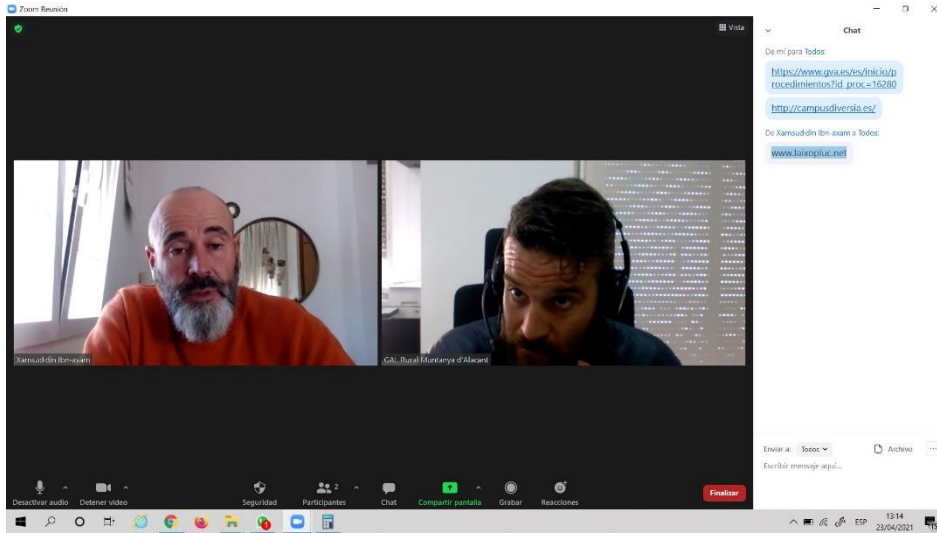 Zoom Reunión
Vista
Chat
De mí para Todos:
https://www.gva.es/es/inicio/p
rocedimientos?id_proc=16280
http://campusdiversia.es/
De Xamsud-din Ibn-axam a Todos:
www.laixopluc.net
Xamsud-din Ibn-axam
GAL Rural Muntanya d'Alacant
Enviar a: Todos
Archivo
Escribir mensaje aquí...
Desactivar audio
Detener video
Seguridad
2
Participantes
Chat
Compartir pantalla
Grabar
Reacciones
Finalizar
ESP
13:14
23/04/2021